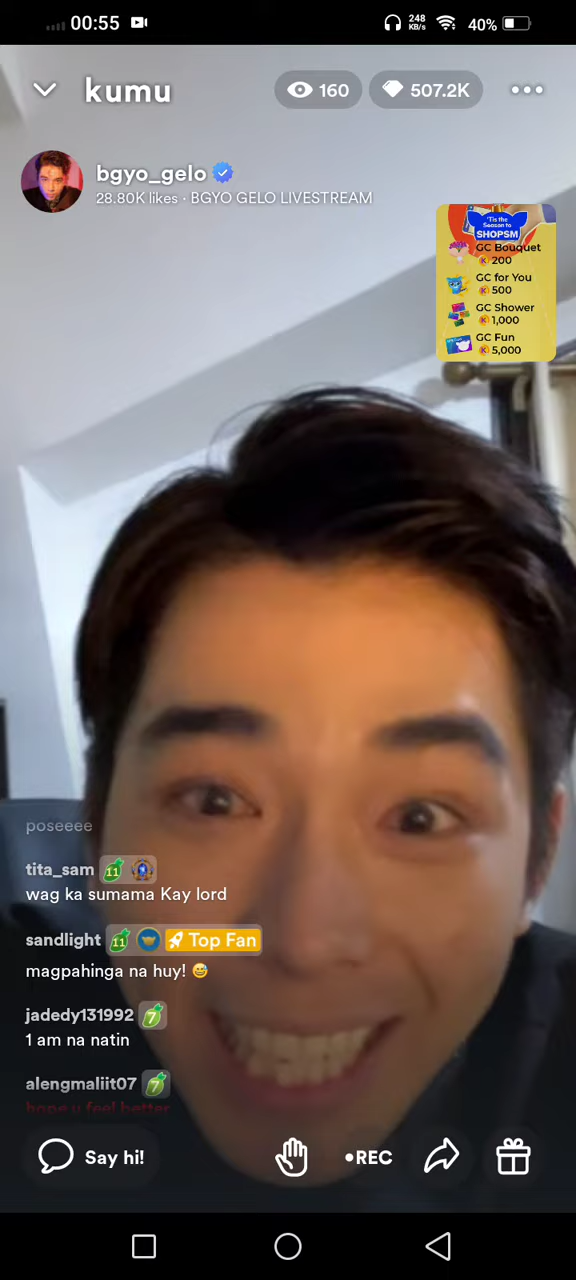 00:55
248
KB/s
40%
kumu
160
507.2K
bgyo_gelo
28.80K likes · BGYO GELO LIVESTREAM
'Tis the
Season to
SHOPSM
GC Bouquet
K 200
GC for You
K 500
GC Shower
K 1,000
GC Fun
K 5,000
poseeee
tita_sam 11
wag ka sumama Kay lord
sandlight 11 Top Fan
magpahinga na huy! 😅
jadedy131992 7
1 am na natin
alengmaliit07 7
hope u feel better
Say hi!
•REC